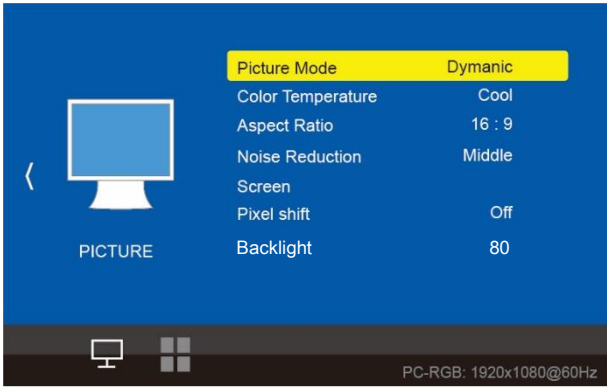 Picture Mode Dymanic
Color Temperature Cool
Aspect Ratio 16 : 9
Noise Reduction Middle
Screen
Pixel shift Off
Backlight 80
PICTURE
PC-RGB: 1920x1080@60Hz